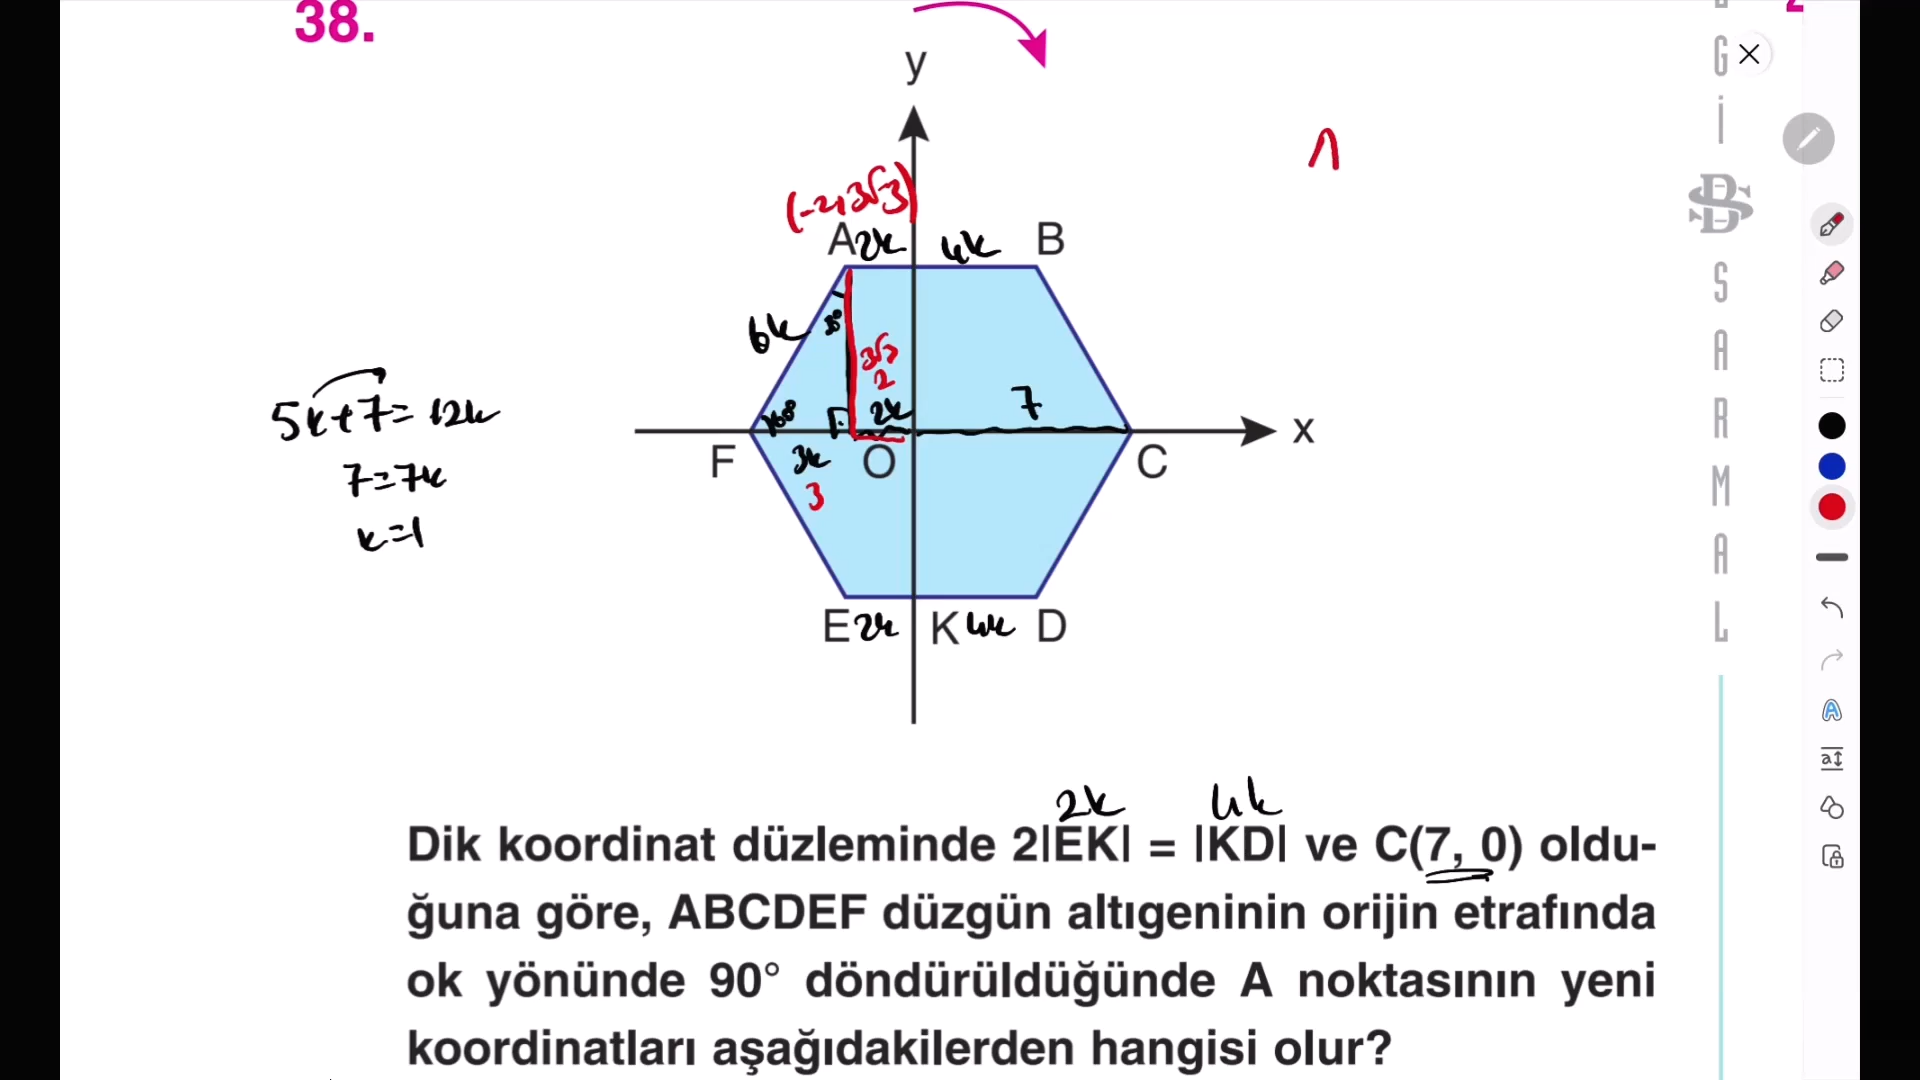 38.
y
(-2,3√3)
A 2k 4k B
6k
30°
3√3
2
60° 2k 7
5k+7=12k
x
F 3k O C
3
7=7k
k=1
E 2k K 4k D
2k 4k
Dik koordinat düzleminde 2|EK| = |KD| ve C(7, 0) oldu-
ğuna göre, ABCDEF düzgün altıgeninin orijin etrafında
ok yönünde 90° döndürüldüğünde A noktasının yeni
koordinatları aşağıdakilerden hangisi olur?
G
İ
B
S
A
R
M
A
L